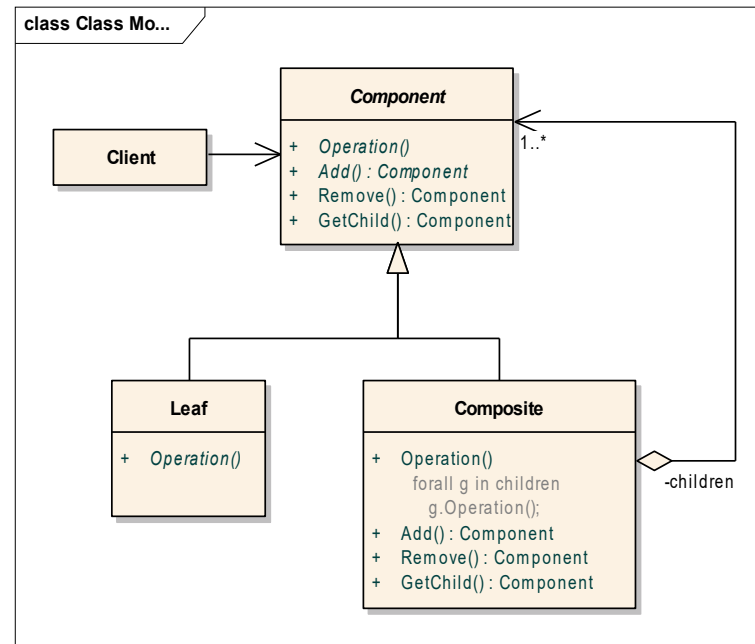 class Class Mo...
Component
+ Operation()
+ Add() : Component
+ Remove() : Component
+ GetChild() : Component
1..*
Client
Leaf
+ Operation()
Composite
+ Operation()
forall g in children
g.Operation();
+ Add() : Component
+ Remove() : Component
+ GetChild() : Component
-children